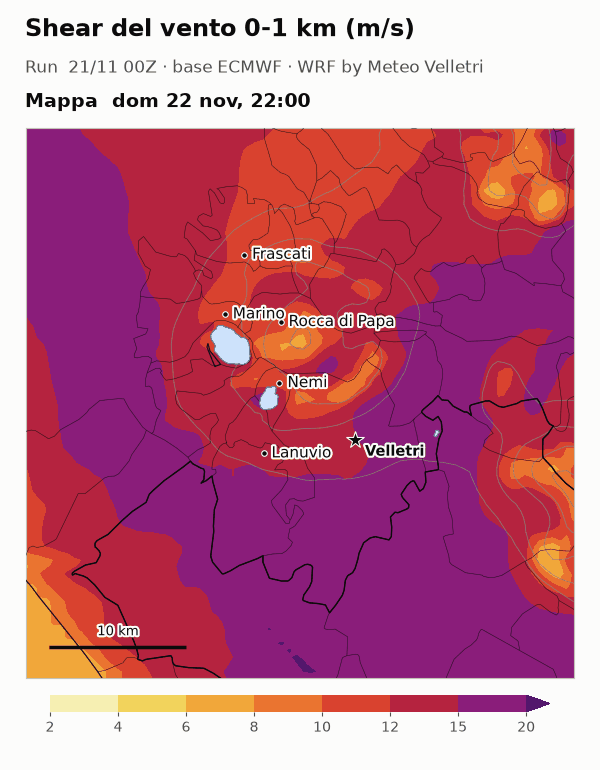 Shear del vento 0-1 km (m/s)
Run  21/11 00Z · base ECMWF · WRF by Meteo Velletri
Mappa  dom 22 nov, 22:00
Frascati
Marino
Rocca di Papa
Nemi
Velletri
Lanuvio
10 km
2 4 6 8 10 12 15 20